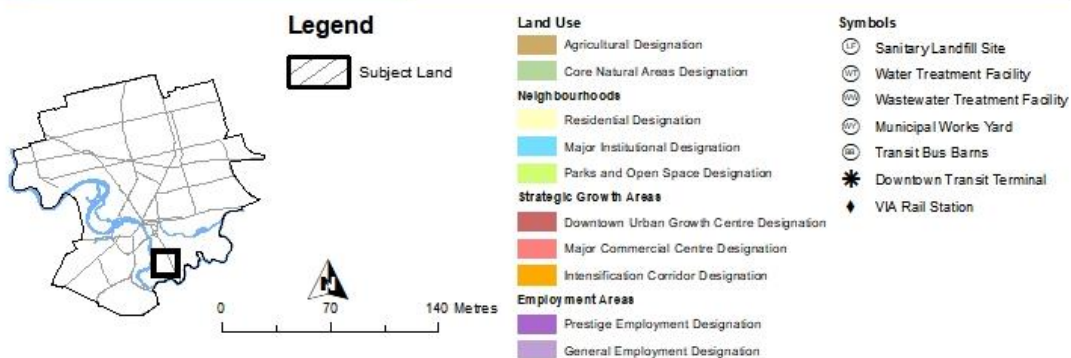 Legend
Subject Land
N
0 70 140 Metres
Land Use
Agricultural Designation
Core Natural Areas Designation
Neighbourhoods
Residential Designation
Major Institutional Designation
Parks and Open Space Designation
Strategic Growth Areas
Downtown Urban Growth Centre Designation
Major Commercial Centre Designation
Intensification Corridor Designation
Employment Areas
Prestige Employment Designation
General Employment Designation
Symbols
LF Sanitary Landfill Site
WT Water Treatment Facility
WW Wastewater Treatment Facility
WY Municipal Works Yard
BB Transit Bus Barns
Downtown Transit Terminal
VIA Rail Station